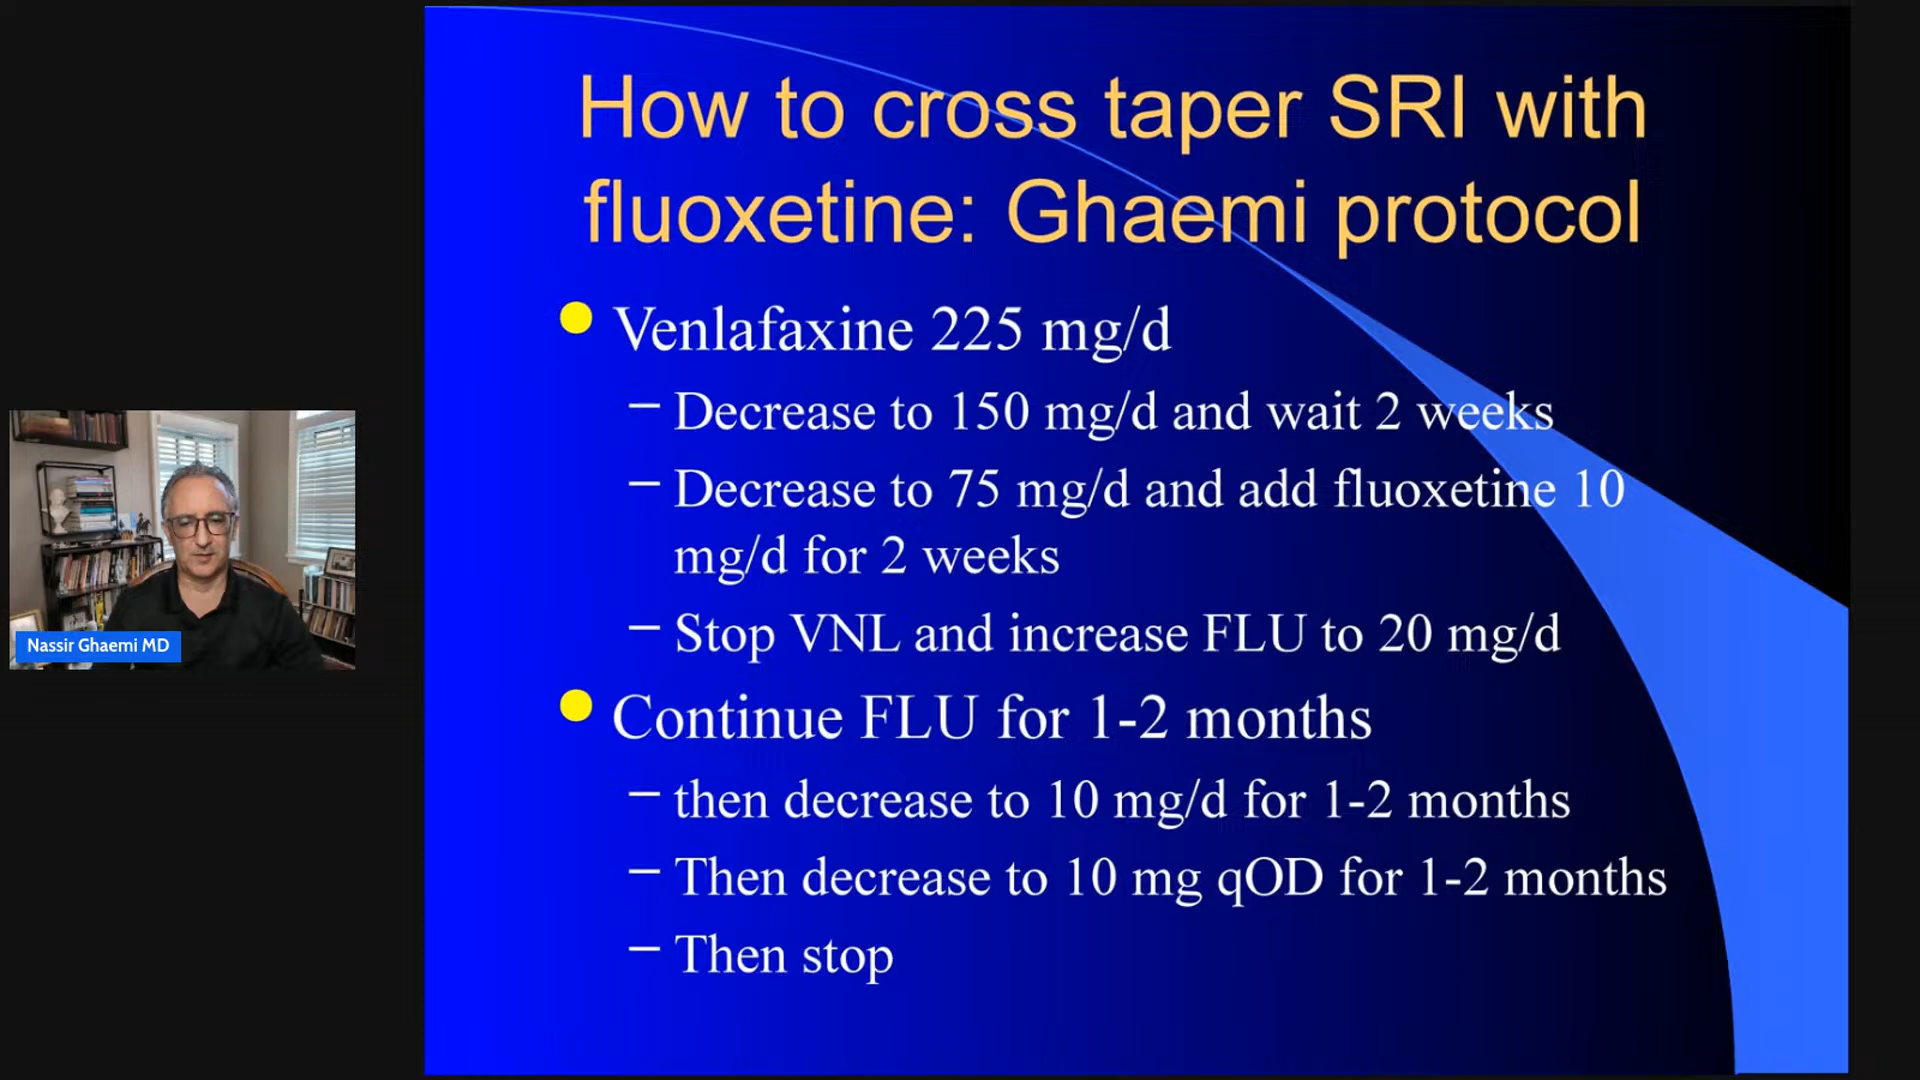 How to cross taper SRI with
fluoxetine: Ghaemi protocol
Venlafaxine 225 mg/d
– Decrease to 150 mg/d and wait 2 weeks
– Decrease to 75 mg/d and add fluoxetine 10
mg/d for 2 weeks
– Stop VNL and increase FLU to 20 mg/d
Continue FLU for 1-2 months
– then decrease to 10 mg/d for 1-2 months
– Then decrease to 10 mg qOD for 1-2 months
– Then stop
Nassir Ghaemi MD